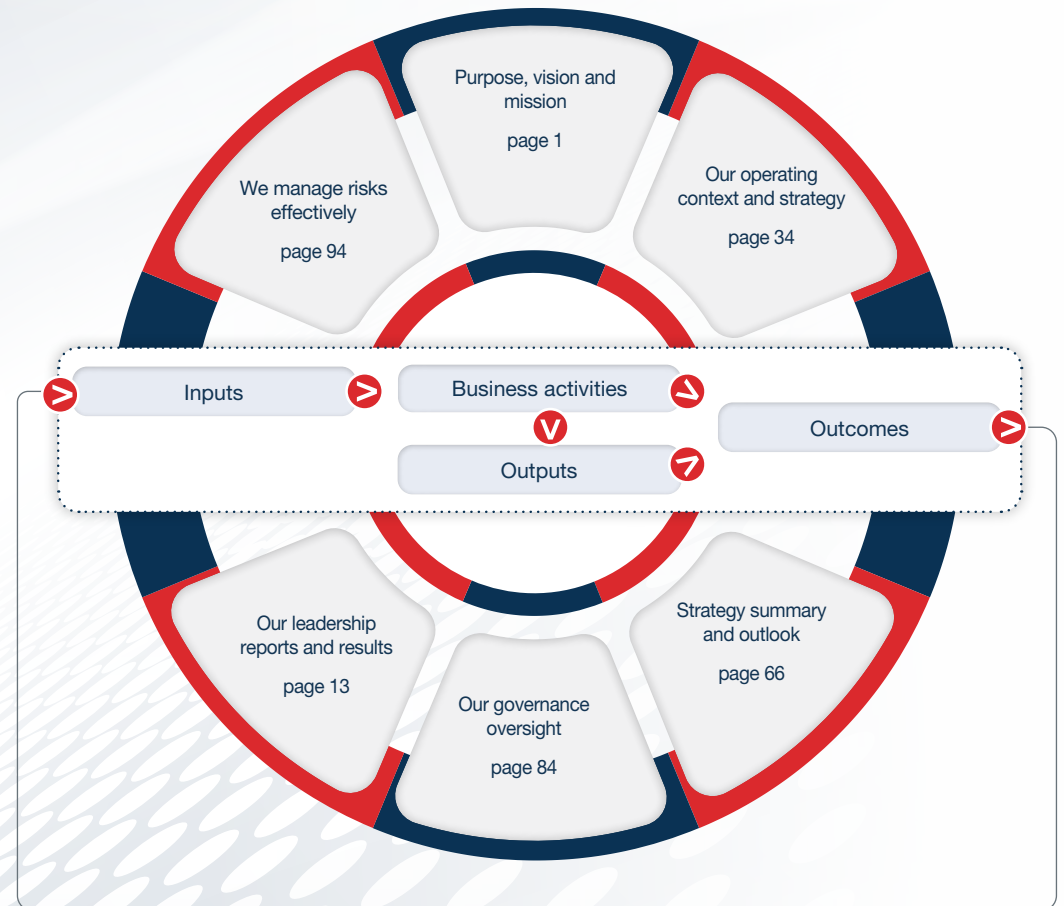 Purpose, vision and
mission
page 1
Our operating
context and strategy
page 34
We manage risks
effectively
page 94
Inputs
Business activities
Outputs
Outcomes
Our leadership
reports and results
page 13
Our governance
oversight
page 84
Strategy summary
and outlook
page 66